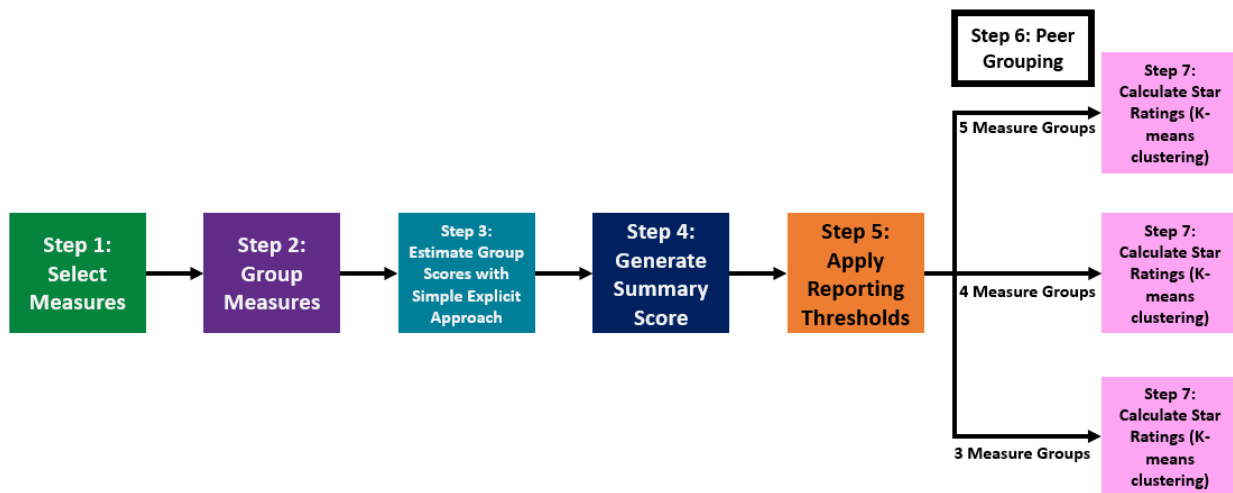 Step 1:
Select
Measures
Step 2:
Group
Measures
Step 3:
Estimate Group
Scores with
Simple Explicit
Approach
Step 4:
Generate
Summary
Score
Step 5:
Apply
Reporting
Thresholds
Step 6: Peer
Grouping
5 Measure Groups
Step 7:
Calculate Star
Ratings (K-
means
clustering)
4 Measure Groups
Step 7:
Calculate Star
Ratings (K-
means
clustering)
3 Measure Groups
Step 7:
Calculate Star
Ratings (K-
means
clustering)